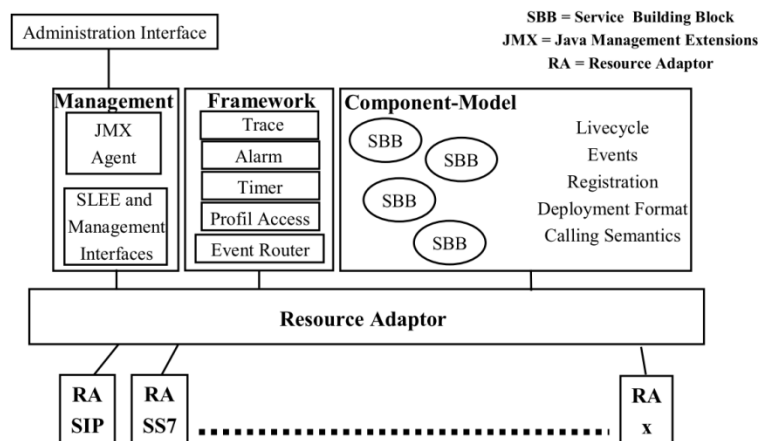 SBB = Service Building Block
JMX = Java Management Extensions
RA = Resource Adaptor
Administration Interface
Management
JMX
Agent
SLEE and
Management
Interfaces
Framework
Trace
Alarm
Timer
Profil Access
Event Router
Component-Model
SBB
SBB
SBB
SBB
Livecycle
Events
Registration
Deployment Format
Calling Semantics
Resource Adaptor
RA
SIP
RA
SS7
RA
x